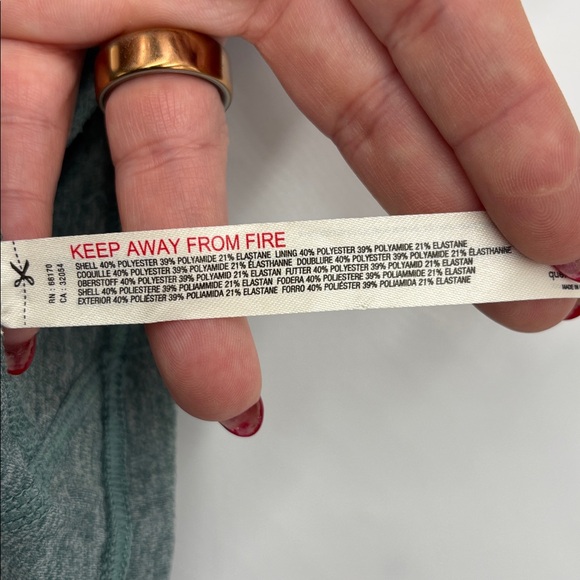 KEEP AWAY FROM FIRE
SHELL 40% POLYESTER 39% POLYAMIDE 21% ELASTANE LINING 40% POLYESTER 39% POLYAMIDE 21% ELASTANE
COQUILLE 40% POLYESTER 39% POLYAMIDE 21% ÉLASTHANNE DOUBLURE 40% POLYESTER 39% POLYAMIDE 21% ÉLASTHANNE
OBERSTOFF 40% POLYESTER 39% POLYAMID 21% ELASTAN FUTTER 40% POLYESTER 39% POLYAMID 21% ELASTAN
SHELL 40% POLIESTERE 39% POLIAMMIDE 21% ELASTAN FODERA 40% POLIESTERE 39% POLIAMMIDE 21% ELASTAN
EXTERIOR 40% POLIÉSTER 39% POLIAMIDA 21% ELASTANE FORRO 40% POLIÉSTER 39% POLIAMIDA 21% ELASTANE
RN : 66170
CA : 32054
MADE IN